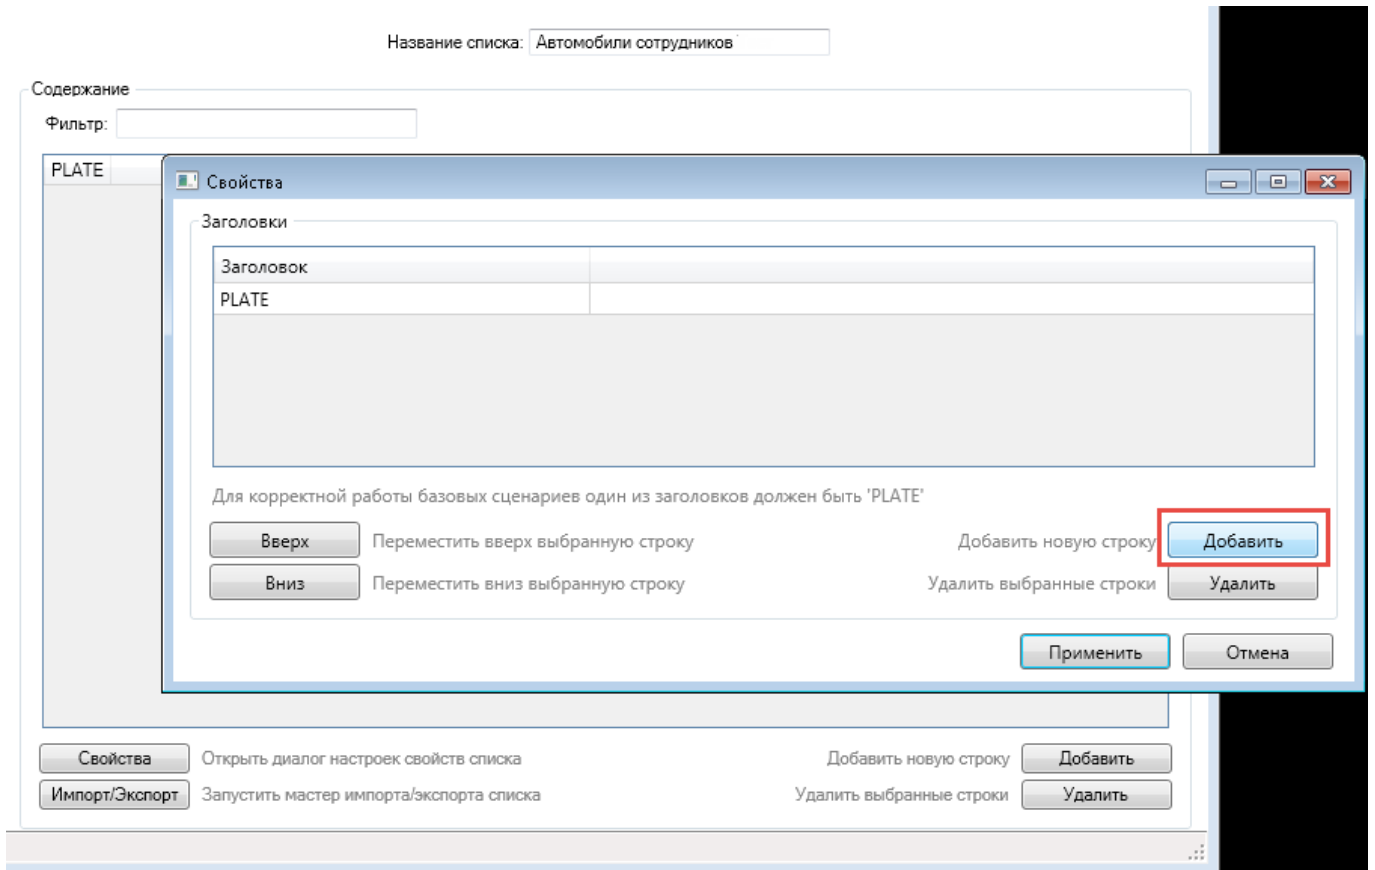 Название списка: Автомобили сотрудников
Содержание
Фильтр:
PLATE
Свойства
Заголовки
Заголовок
PLATE
Для корректной работы базовых сценариев один из заголовков должен быть 'PLATE'
Вверх Переместить вверх выбранную строку Добавить новую строку Добавить
Вниз Переместить вниз выбранную строку Удалить выбранные строки Удалить
Применить Отмена
Свойства Открыть диалог настроек свойств списка Добавить новую строку Добавить
Импорт/Экспорт Запустить мастер импорта/экспорта списка Удалить выбранные строки Удалить